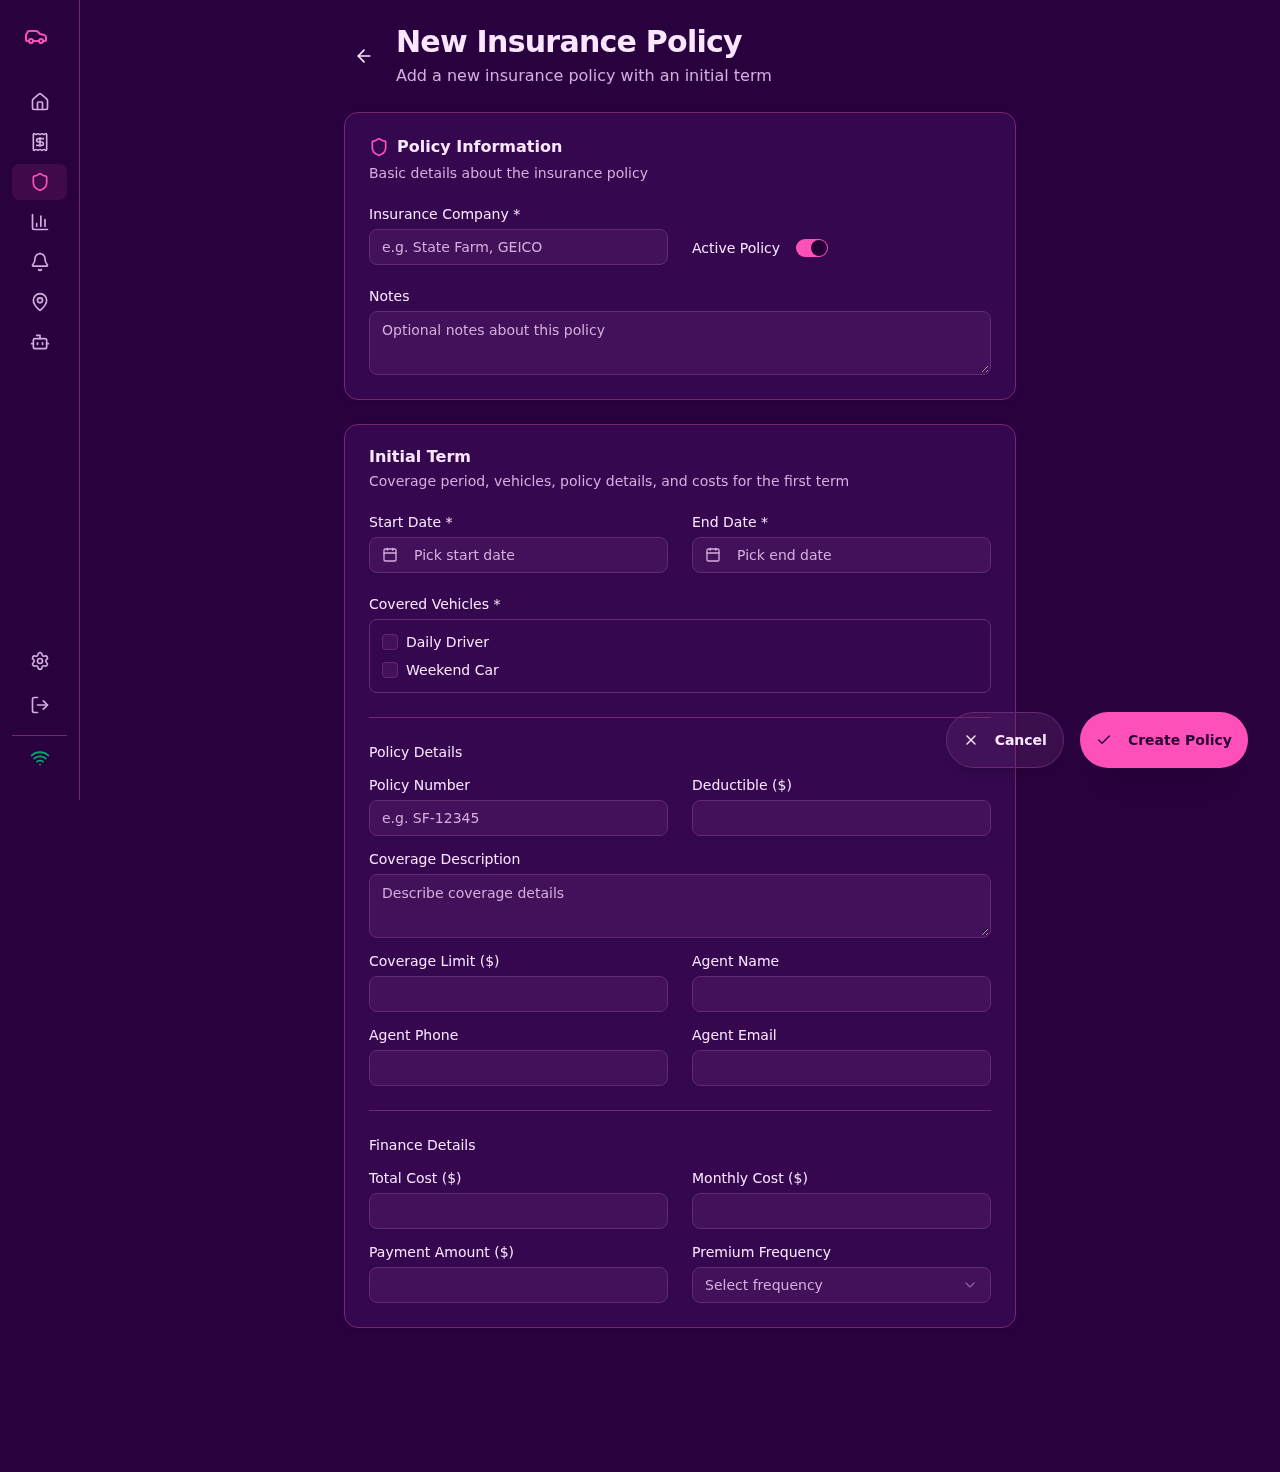 New Insurance Policy
Add a new insurance policy with an initial term
Policy Information
Basic details about the insurance policy
Insurance Company *
e.g. State Farm, GEICO
Active Policy
Notes
Optional notes about this policy
Initial Term
Coverage period, vehicles, policy details, and costs for the first term
Start Date *
End Date *
Pick start date
Pick end date
Covered Vehicles *
Daily Driver
Weekend Car
Cancel
Create Policy
Policy Details
Policy Number
Deductible ($)
e.g. SF-12345
Coverage Description
Describe coverage details
Coverage Limit ($)
Agent Name
Agent Phone
Agent Email
Finance Details
Total Cost ($)
Monthly Cost ($)
Payment Amount ($)
Premium Frequency
Select frequency